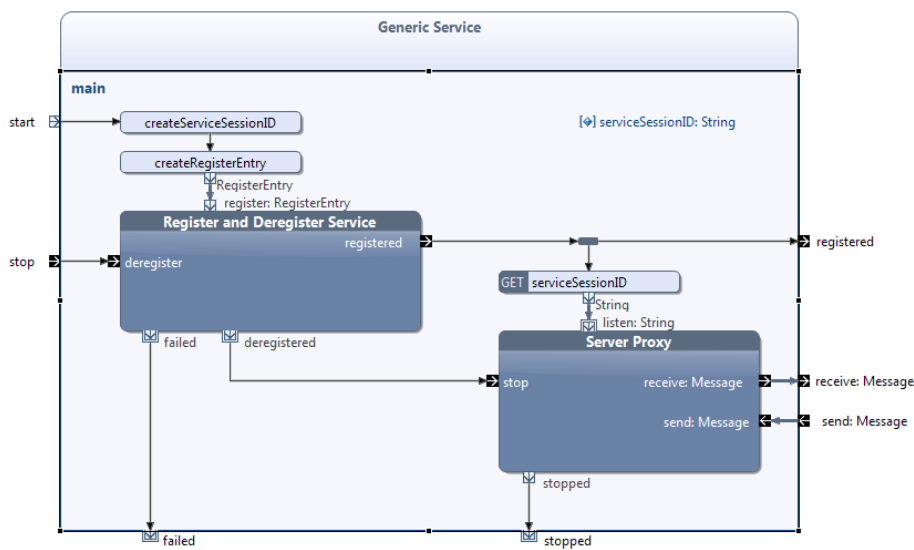 Generic Service
main
start
createServiceSessionID
[] serviceSessionID: String
createRegisterEntry
RegisterEntry
register: RegisterEntry
Register and Deregister Service
registered
registered
stop
deregister
GET serviceSessionID
String
listen: String
failed
deregistered
Server Proxy
stop
receive: Message
receive: Message
send: Message
send: Message
stopped
failed
stopped